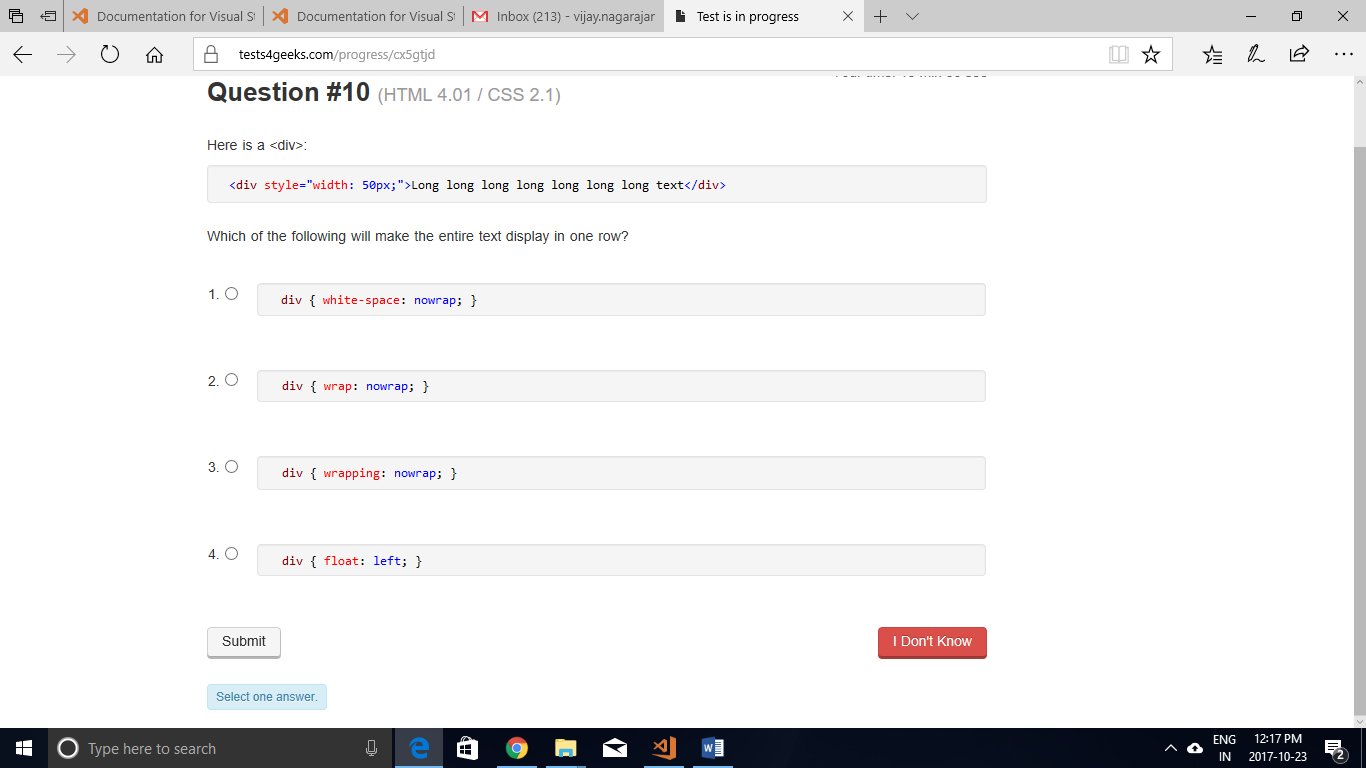 Documentation for Visual St
Documentation for Visual St
Inbox (213) - vijay.nagarajar
Test is in progress
tests4geeks.com/progress/cx5gtjd
Question #10 (HTML 4.01 / CSS 2.1)
Here is a <div>:
<div style="width: 50px;">Long long long long long long long text</div>
Which of the following will make the entire text display in one row?
1. div { white-space: nowrap; }
2. div { wrap: nowrap; }
3. div { wrapping: nowrap; }
4. div { float: left; }
Submit
I Don't Know
Select one answer.
Type here to search
ENG
IN
12:17 PM
2017-10-23
2